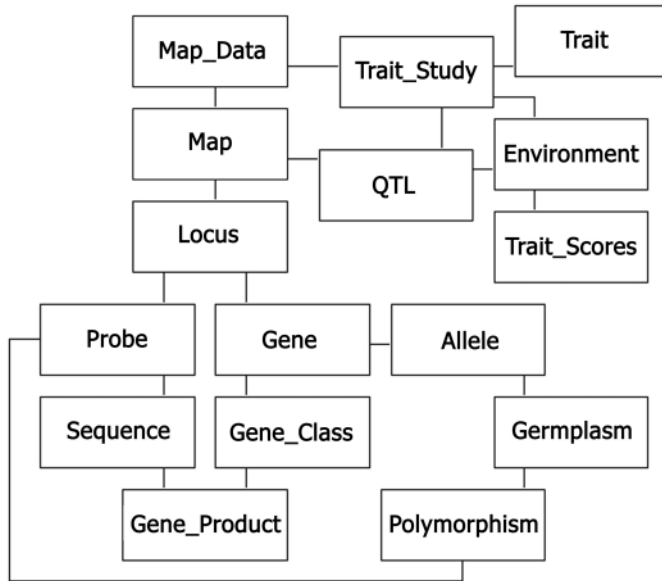 Trait
Map_Data
Trait_Study
Map
Environment
QTL
Locus
Trait_Scores
Probe
Gene
Allele
Sequence
Gene_Class
Germplasm
Gene_Product
Polymorphism